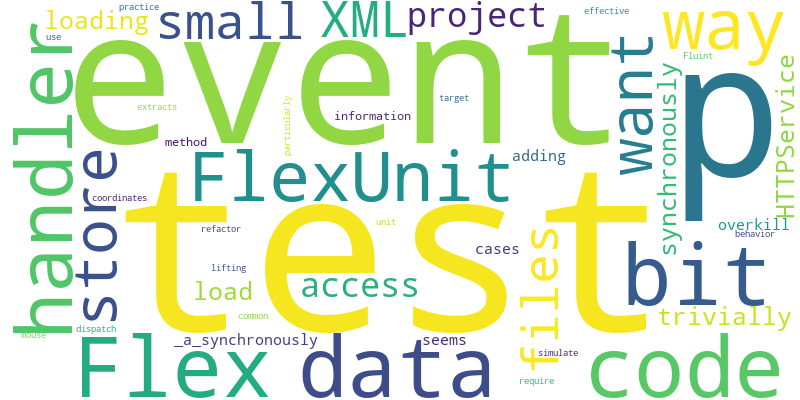 practice
loading
use
small
XML
project
effective
way
event
handler
want
Fluint
p
synchronously
HTTPService
extracts
target
information
particularly
method
FlexUnit
adding
store
coordinates
test
refactor
unit
overkill
behavior
cases
files
bit
lifting
load
access
common
trivially
dispatch
mouse
_a_synchronously
seems
simulate
Flex
data
require
code